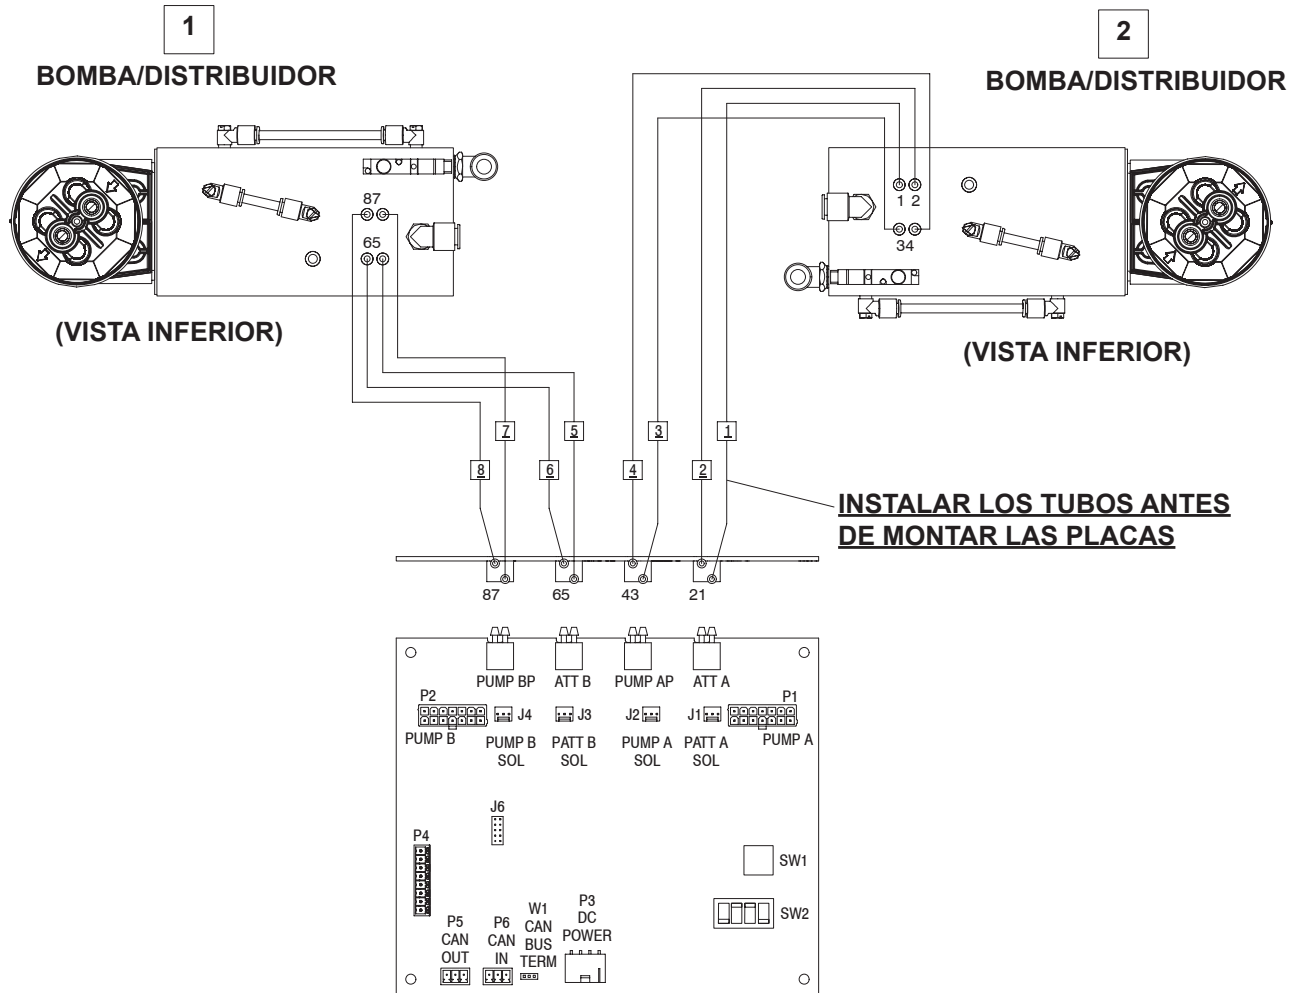 1
BOMBA/DISTRIBUIDOR
2
BOMBA/DISTRIBUIDOR
87
65
1 2
34
(VISTA INFERIOR)
(VISTA INFERIOR)
7
5
3
1
8
6
4
2
INSTALAR LOS TUBOS ANTES
DE MONTAR LAS PLACAS
87
65
43
21
PUMP BP
ATT B
PUMP AP
ATT A
P2
J4
J3
J2
J1
P1
PUMP B
PUMP B
SOL
PATT B
SOL
PUMP A
SOL
PATT A
SOL
PUMP A
J6
P4
SW1
SW2
P5
CAN
OUT
P6
CAN
IN
W1
CAN
BUS
TERM
P3
DC
POWER